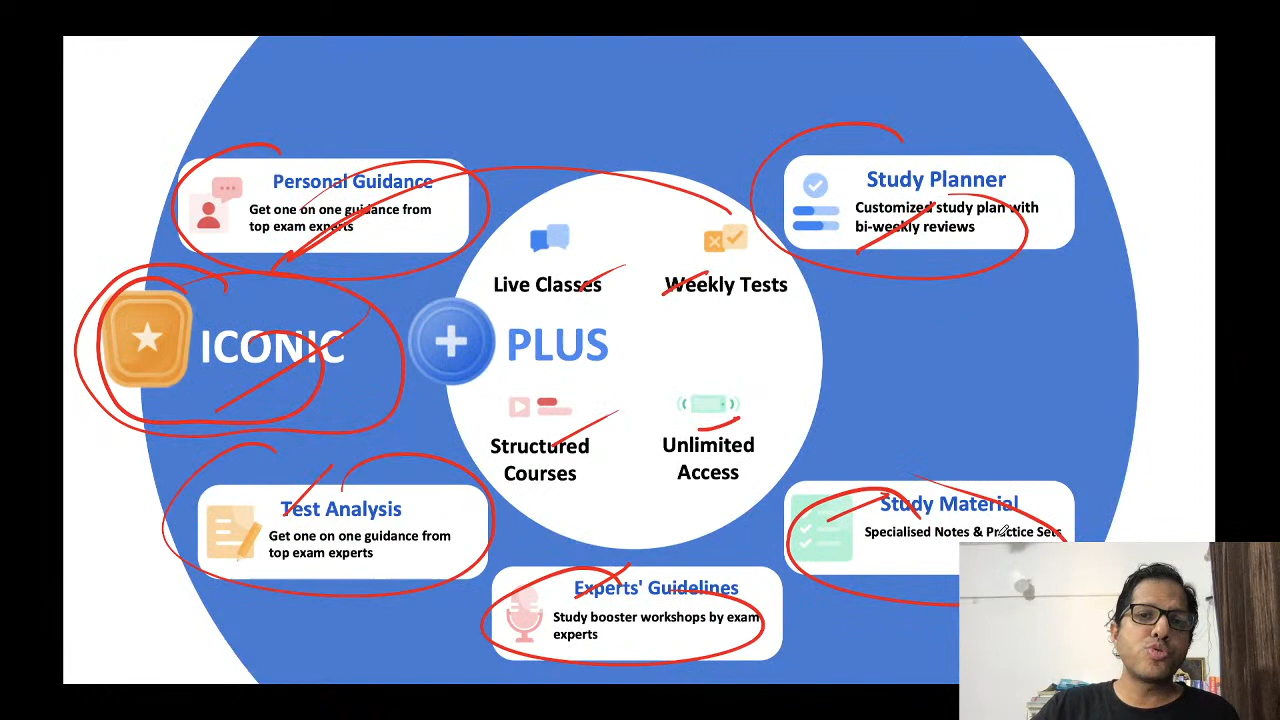 Personal Guidance
Get one on one guidance from
top exam experts
Study Planner
Customized study plan with
bi-weekly reviews
Live Classes
Weekly Tests
ICONIC
PLUS
Structured
Courses
Unlimited
Access
Test Analysis
Get one on one guidance from
top exam experts
Study Material
Specialised Notes & Practice Sets
Experts' Guidelines
Study booster workshops by exam
experts